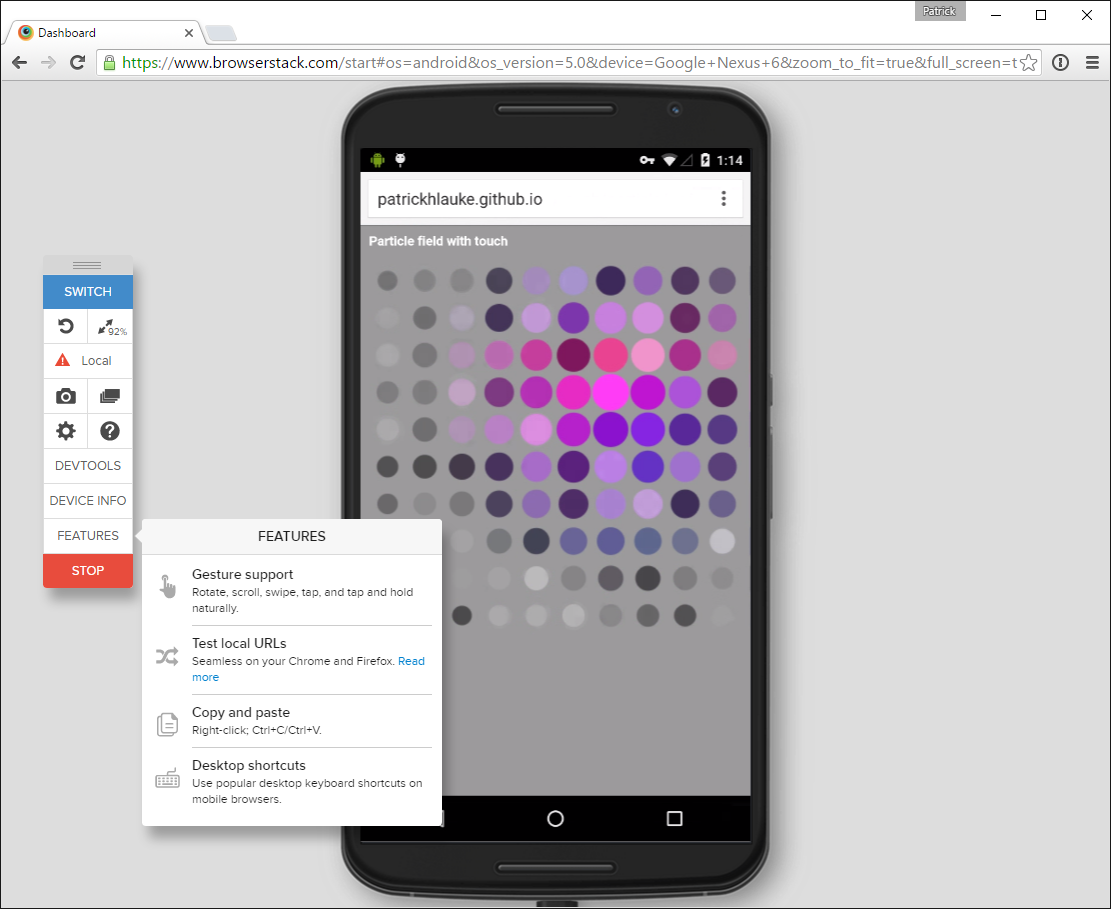 Patrick
Dashboard
https://www.browserstack.com/start#os=android&os_version=5.0&device=Google+Nexus+6&zoom_to_fit=true&full_screen=t
1:14
patrickhlauke.github.io
Particle field with touch
SWITCH
92%
Local
DEVTOOLS
DEVICE INFO
FEATURES
STOP
FEATURES
Gesture support
Rotate, scroll, swipe, tap, and tap and hold
naturally.
Test local URLs
Seamless on your Chrome and Firefox. Read
more
Copy and paste
Right-click; Ctrl+C/Ctrl+V.
Desktop shortcuts
Use popular desktop keyboard shortcuts on
mobile browsers.